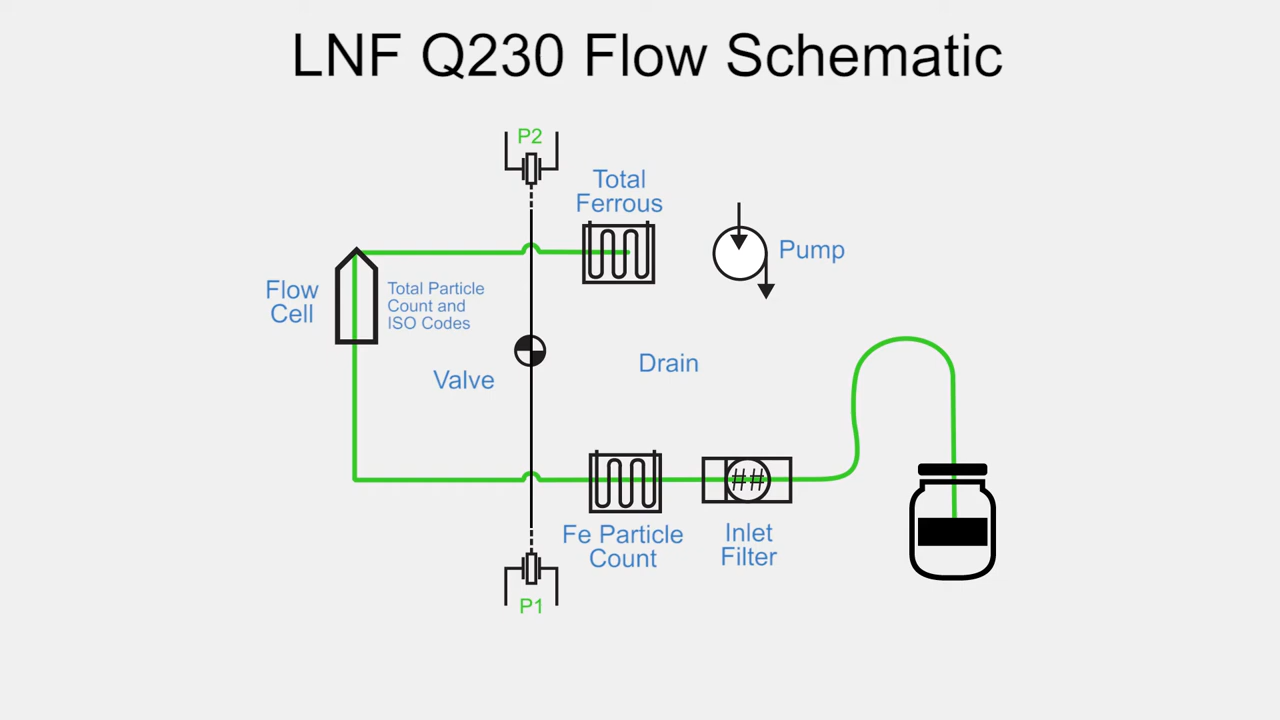 LNF Q230 Flow Schematic
P2
Total
Ferrous
Pump
Flow
Cell
Total Particle
Count and
ISO Codes
Valve
Drain
##
Fe Particle
Count
Inlet
Filter
P1